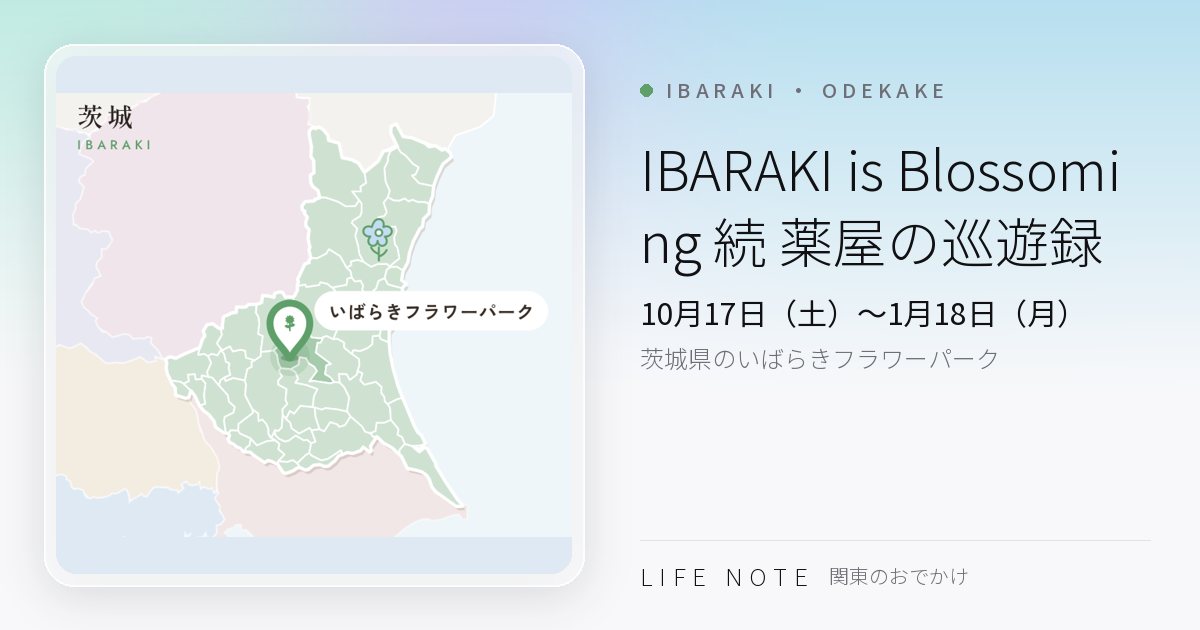 茨城
IBARAKI
いばらきフラワーパーク
IBARAKI ・ ODEKAKE
IBARAKI is Blossomi
ng 続 薬屋の巡遊録
10月17日（土）〜1月18日（月）
茨城県のいばらきフラワーパーク
LIFE NOTE 関東のおでかけ